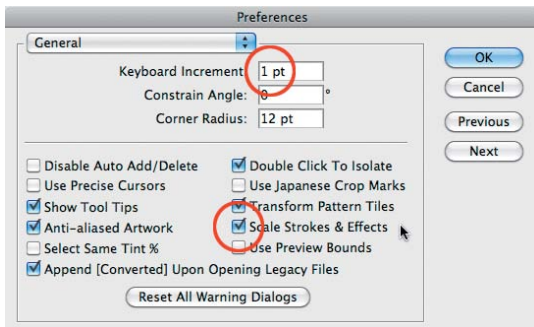 Preferences
General
OK
Keyboard Increment: 1 pt
Cancel
Constrain Angle: 0 °
Corner Radius: 12 pt
Previous
Next
Disable Auto Add/Delete Double Click To Isolate
Use Precise Cursors Use Japanese Crop Marks
Show Tool Tips Transform Pattern Tiles
Anti-aliased Artwork Scale Strokes & Effects
Select Same Tint % Use Preview Bounds
Append [Converted] Upon Opening Legacy Files
Reset All Warning Dialogs